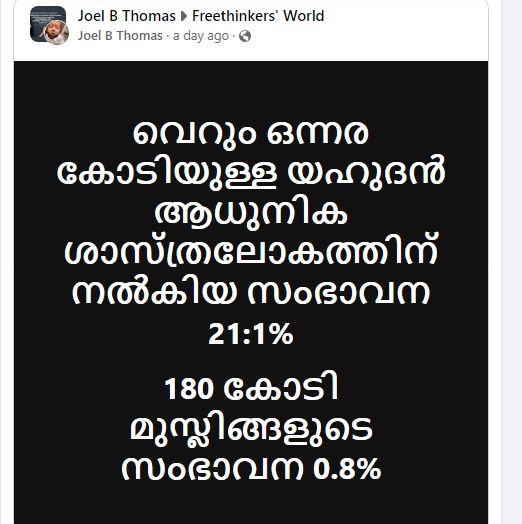 Joel B Thomas ▸ Freethinkers' World
Joel B Thomas · a day ago ·
വെറും ഒന്നര
കോടിയുള്ള യഹുദൻ
ആധുനിക
ശാസ്ത്രലോകത്തിന്
നൽകിയ സംഭാവന
21:1%
180 കോടി
മുസ്ലിങ്ങളുടെ
സംഭാവന 0.8%